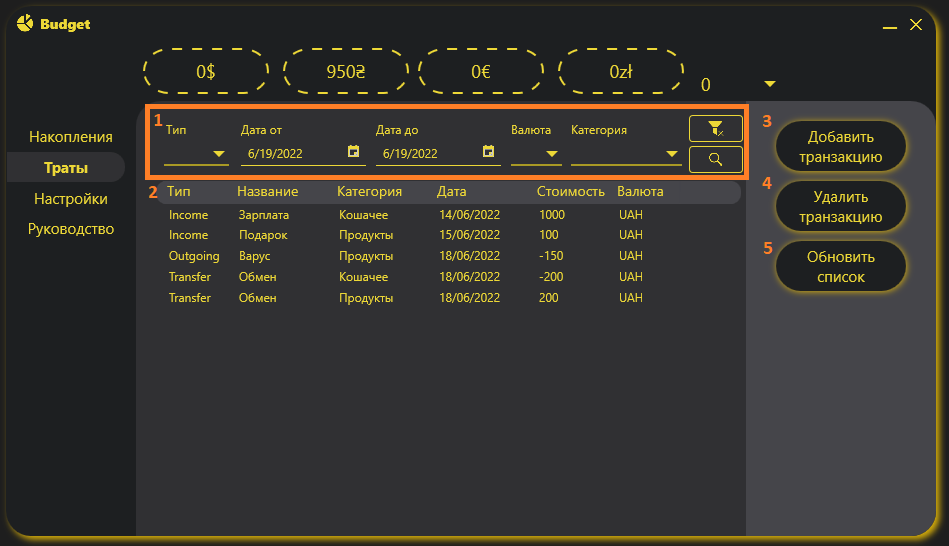 Budget
0$ 950₴ 0€ 0zł 0
Накопления
Траты
Настройки
Руководство
1 Тип Дата от Дата до Валюта Категория
6/19/2022 6/19/2022
2 Тип Название Категория Дата Стоимость Валюта
Income Зарплата Кошачее 14/06/2022 1000 UAH
Income Подарок Продукты 15/06/2022 100 UAH
Outgoing Варус Продукты 18/06/2022 -150 UAH
Transfer Обмен Кошачее 18/06/2022 -200 UAH
Transfer Обмен Продукты 18/06/2022 200 UAH
3 Добавить
транзакцию
4 Удалить
транзакцию
5 Обновить
список